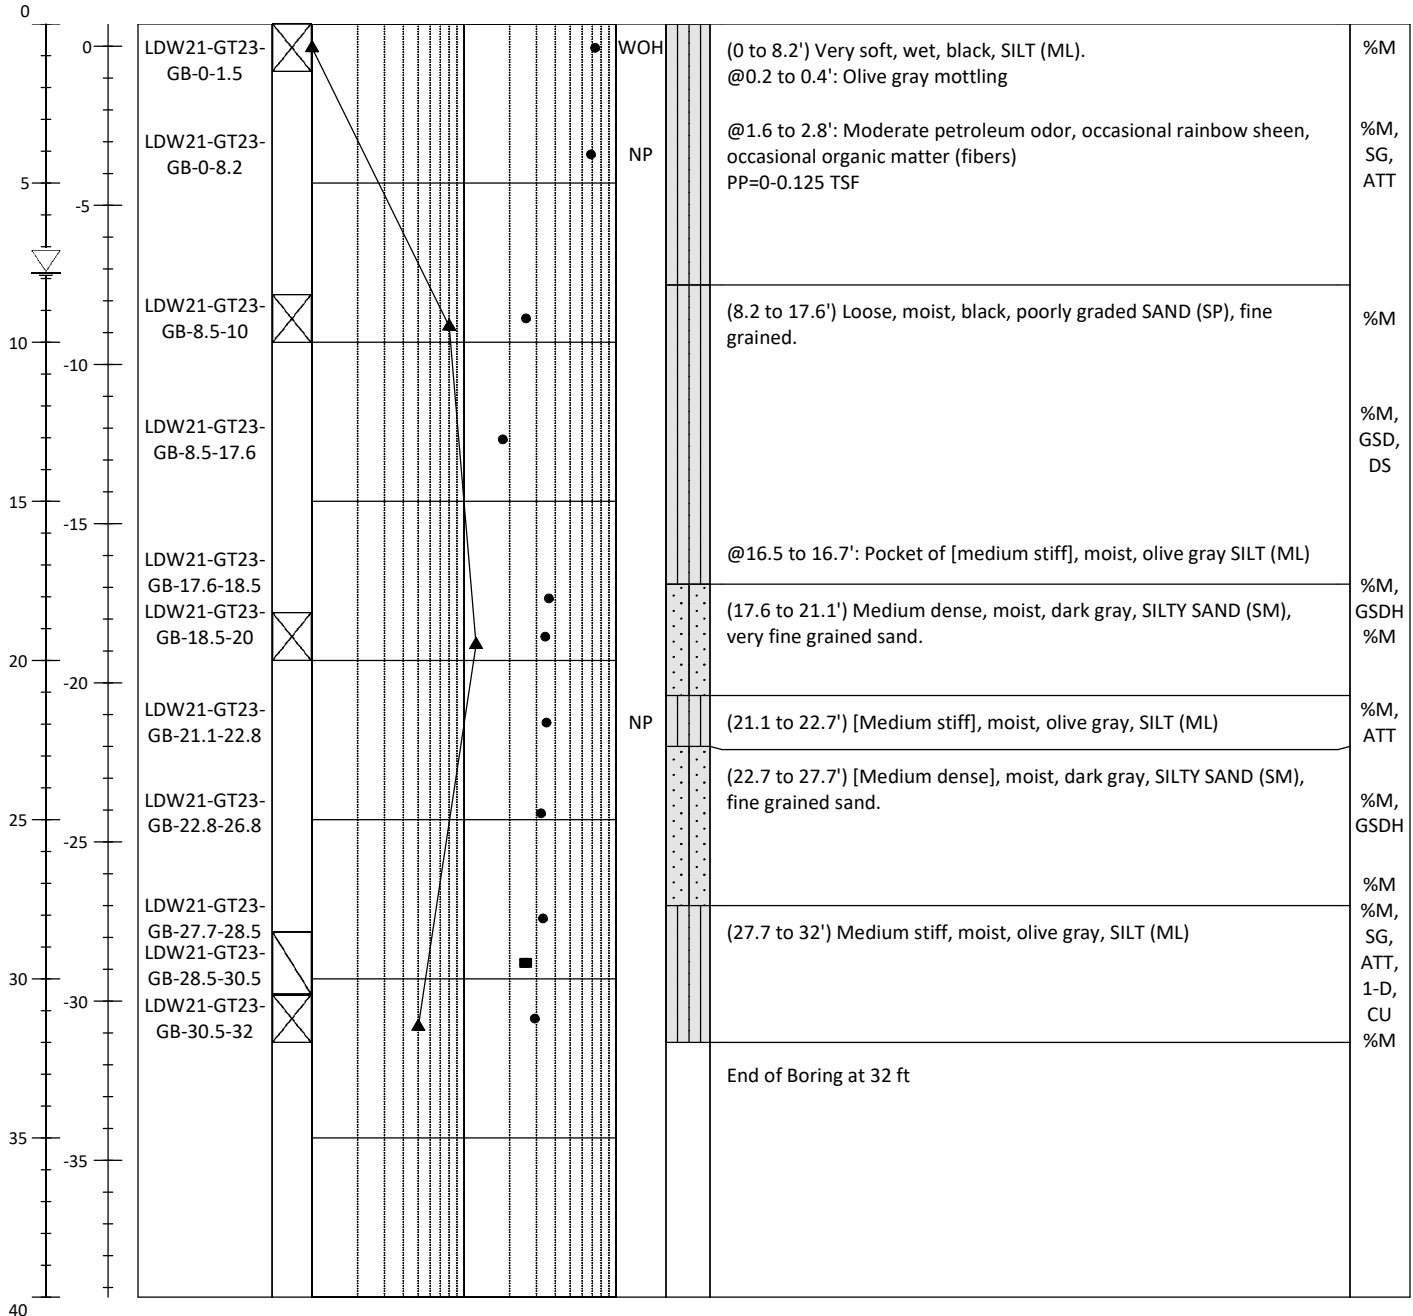 0
5
10
15
20
25
30
35
40
0
-5
-10
-15
-20
-25
-30
-35
LDW21-GT23-
GB-0-1.5
LDW21-GT23-
GB-0-8.2
LDW21-GT23-
GB-8.5-10
LDW21-GT23-
GB-8.5-17.6
LDW21-GT23-
GB-17.6-18.5
LDW21-GT23-
GB-18.5-20
LDW21-GT23-
GB-21.1-22.8
LDW21-GT23-
GB-22.8-26.8
LDW21-GT23-
GB-27.7-28.5
LDW21-GT23-
GB-28.5-30.5
LDW21-GT23-
GB-30.5-32
WOH
NP
NP
(0 to 8.2') Very soft, wet, black, SILT (ML).
@0.2 to 0.4': Olive gray mottling
@1.6 to 2.8': Moderate petroleum odor, occasional rainbow sheen,
occasional organic matter (fibers)
PP=0-0.125 TSF
(8.2 to 17.6') Loose, moist, black, poorly graded SAND (SP), fine
grained.
@16.5 to 16.7': Pocket of [medium stiff], moist, olive gray SILT (ML)
(17.6 to 21.1') Medium dense, moist, dark gray, SILTY SAND (SM),
very fine grained sand.
(21.1 to 22.7') [Medium stiff], moist, olive gray, SILT (ML)
(22.7 to 27.7') [Medium dense], moist, dark gray, SILTY SAND (SM),
fine grained sand.
(27.7 to 32') Medium stiff, moist, olive gray, SILT (ML)
End of Boring at 32 ft
%M
%M,
SG,
ATT
%M
%M,
GSD,
DS
%M,
GSDH
%M
%M,
ATT
%M,
GSDH
%M
%M,
SG,
ATT,
1-D,
CU
%M